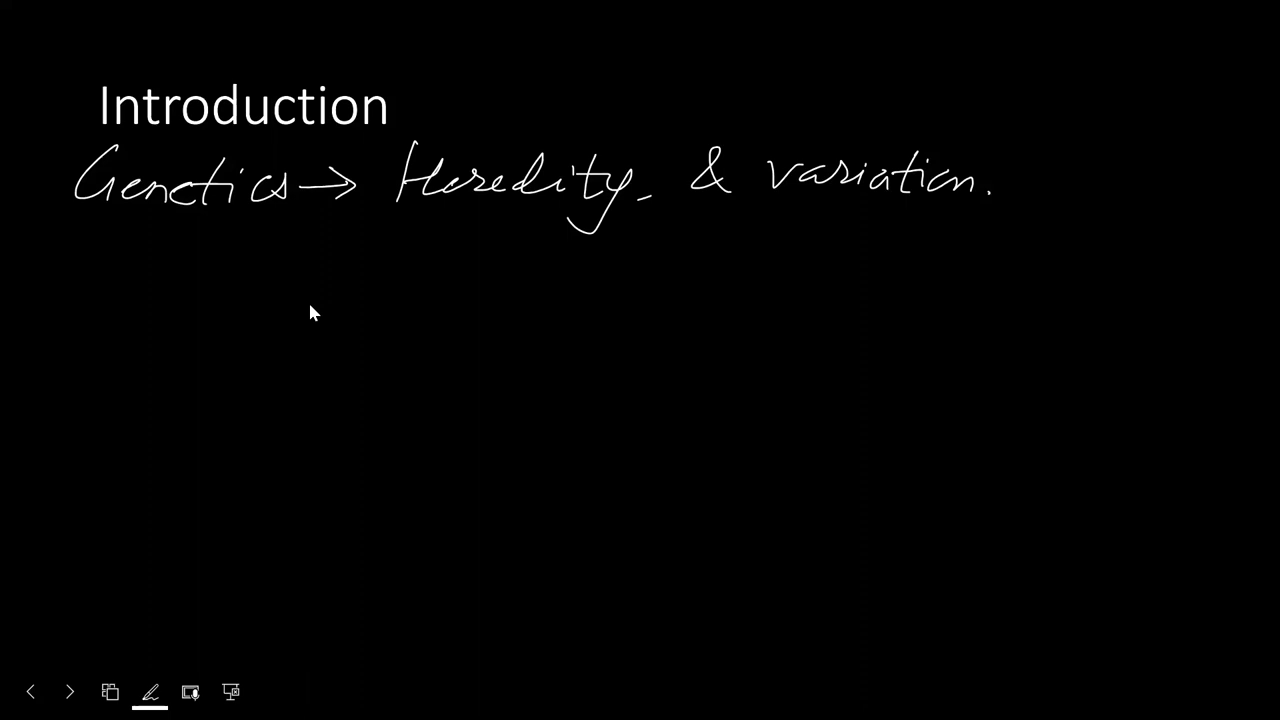 Introduction
Genetics → Heredity & variation.